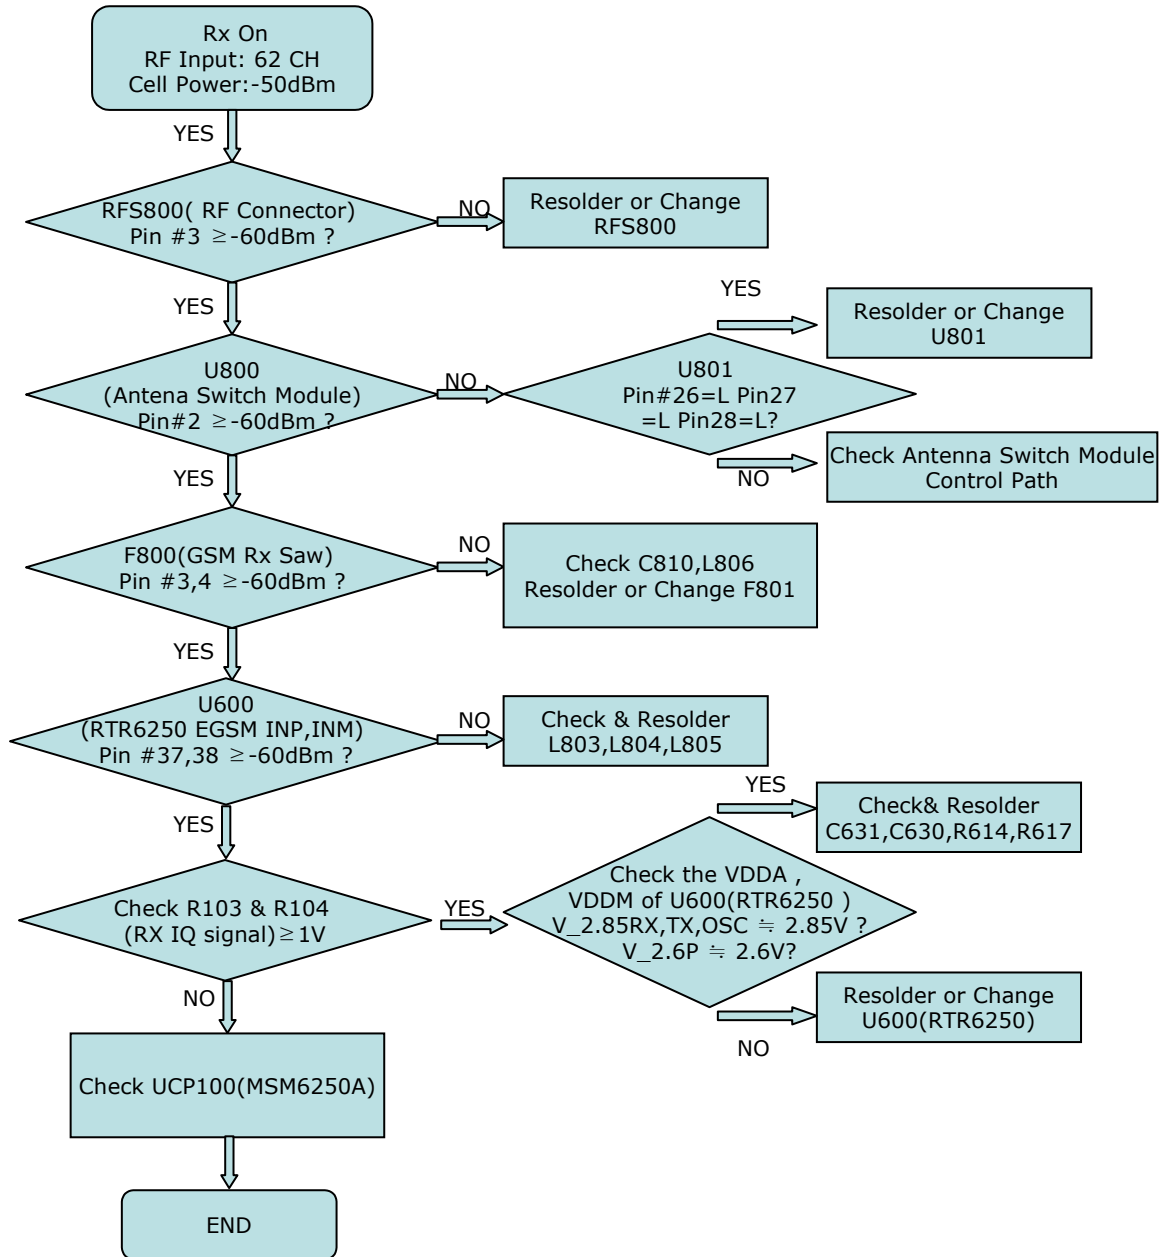 Rx On
RF Input: 62 CH
Cell Power:-50dBm
YES
RFS800( RF Connector)
Pin #3 ≥-60dBm ?
NO
Resolder or Change
RFS800
YES
U800
(Antena Switch Module)
Pin#2 ≥-60dBm ?
NO
U801
Pin#26=L Pin27
=L Pin28=L?
YES
Resolder or Change
U801
NO
Check Antenna Switch Module
Control Path
YES
F800(GSM Rx Saw)
Pin #3,4 ≥-60dBm ?
NO
Check C810,L806
Resolder or Change F801
YES
U600
(RTR6250 EGSM INP,INM)
Pin #37,38 ≥-60dBm ?
NO
Check & Resolder
L803,L804,L805
YES
Check R103 & R104
(RX IQ signal)≥1V
YES
Check the VDDA ,
VDDM of U600(RTR6250 )
V_2.85RX,TX,OSC ≒ 2.85V ?
V_2.6P ≒ 2.6V?
YES
Check& Resolder
C631,C630,R614,R617
NO
Resolder or Change
U600(RTR6250)
NO
Check UCP100(MSM6250A)
END